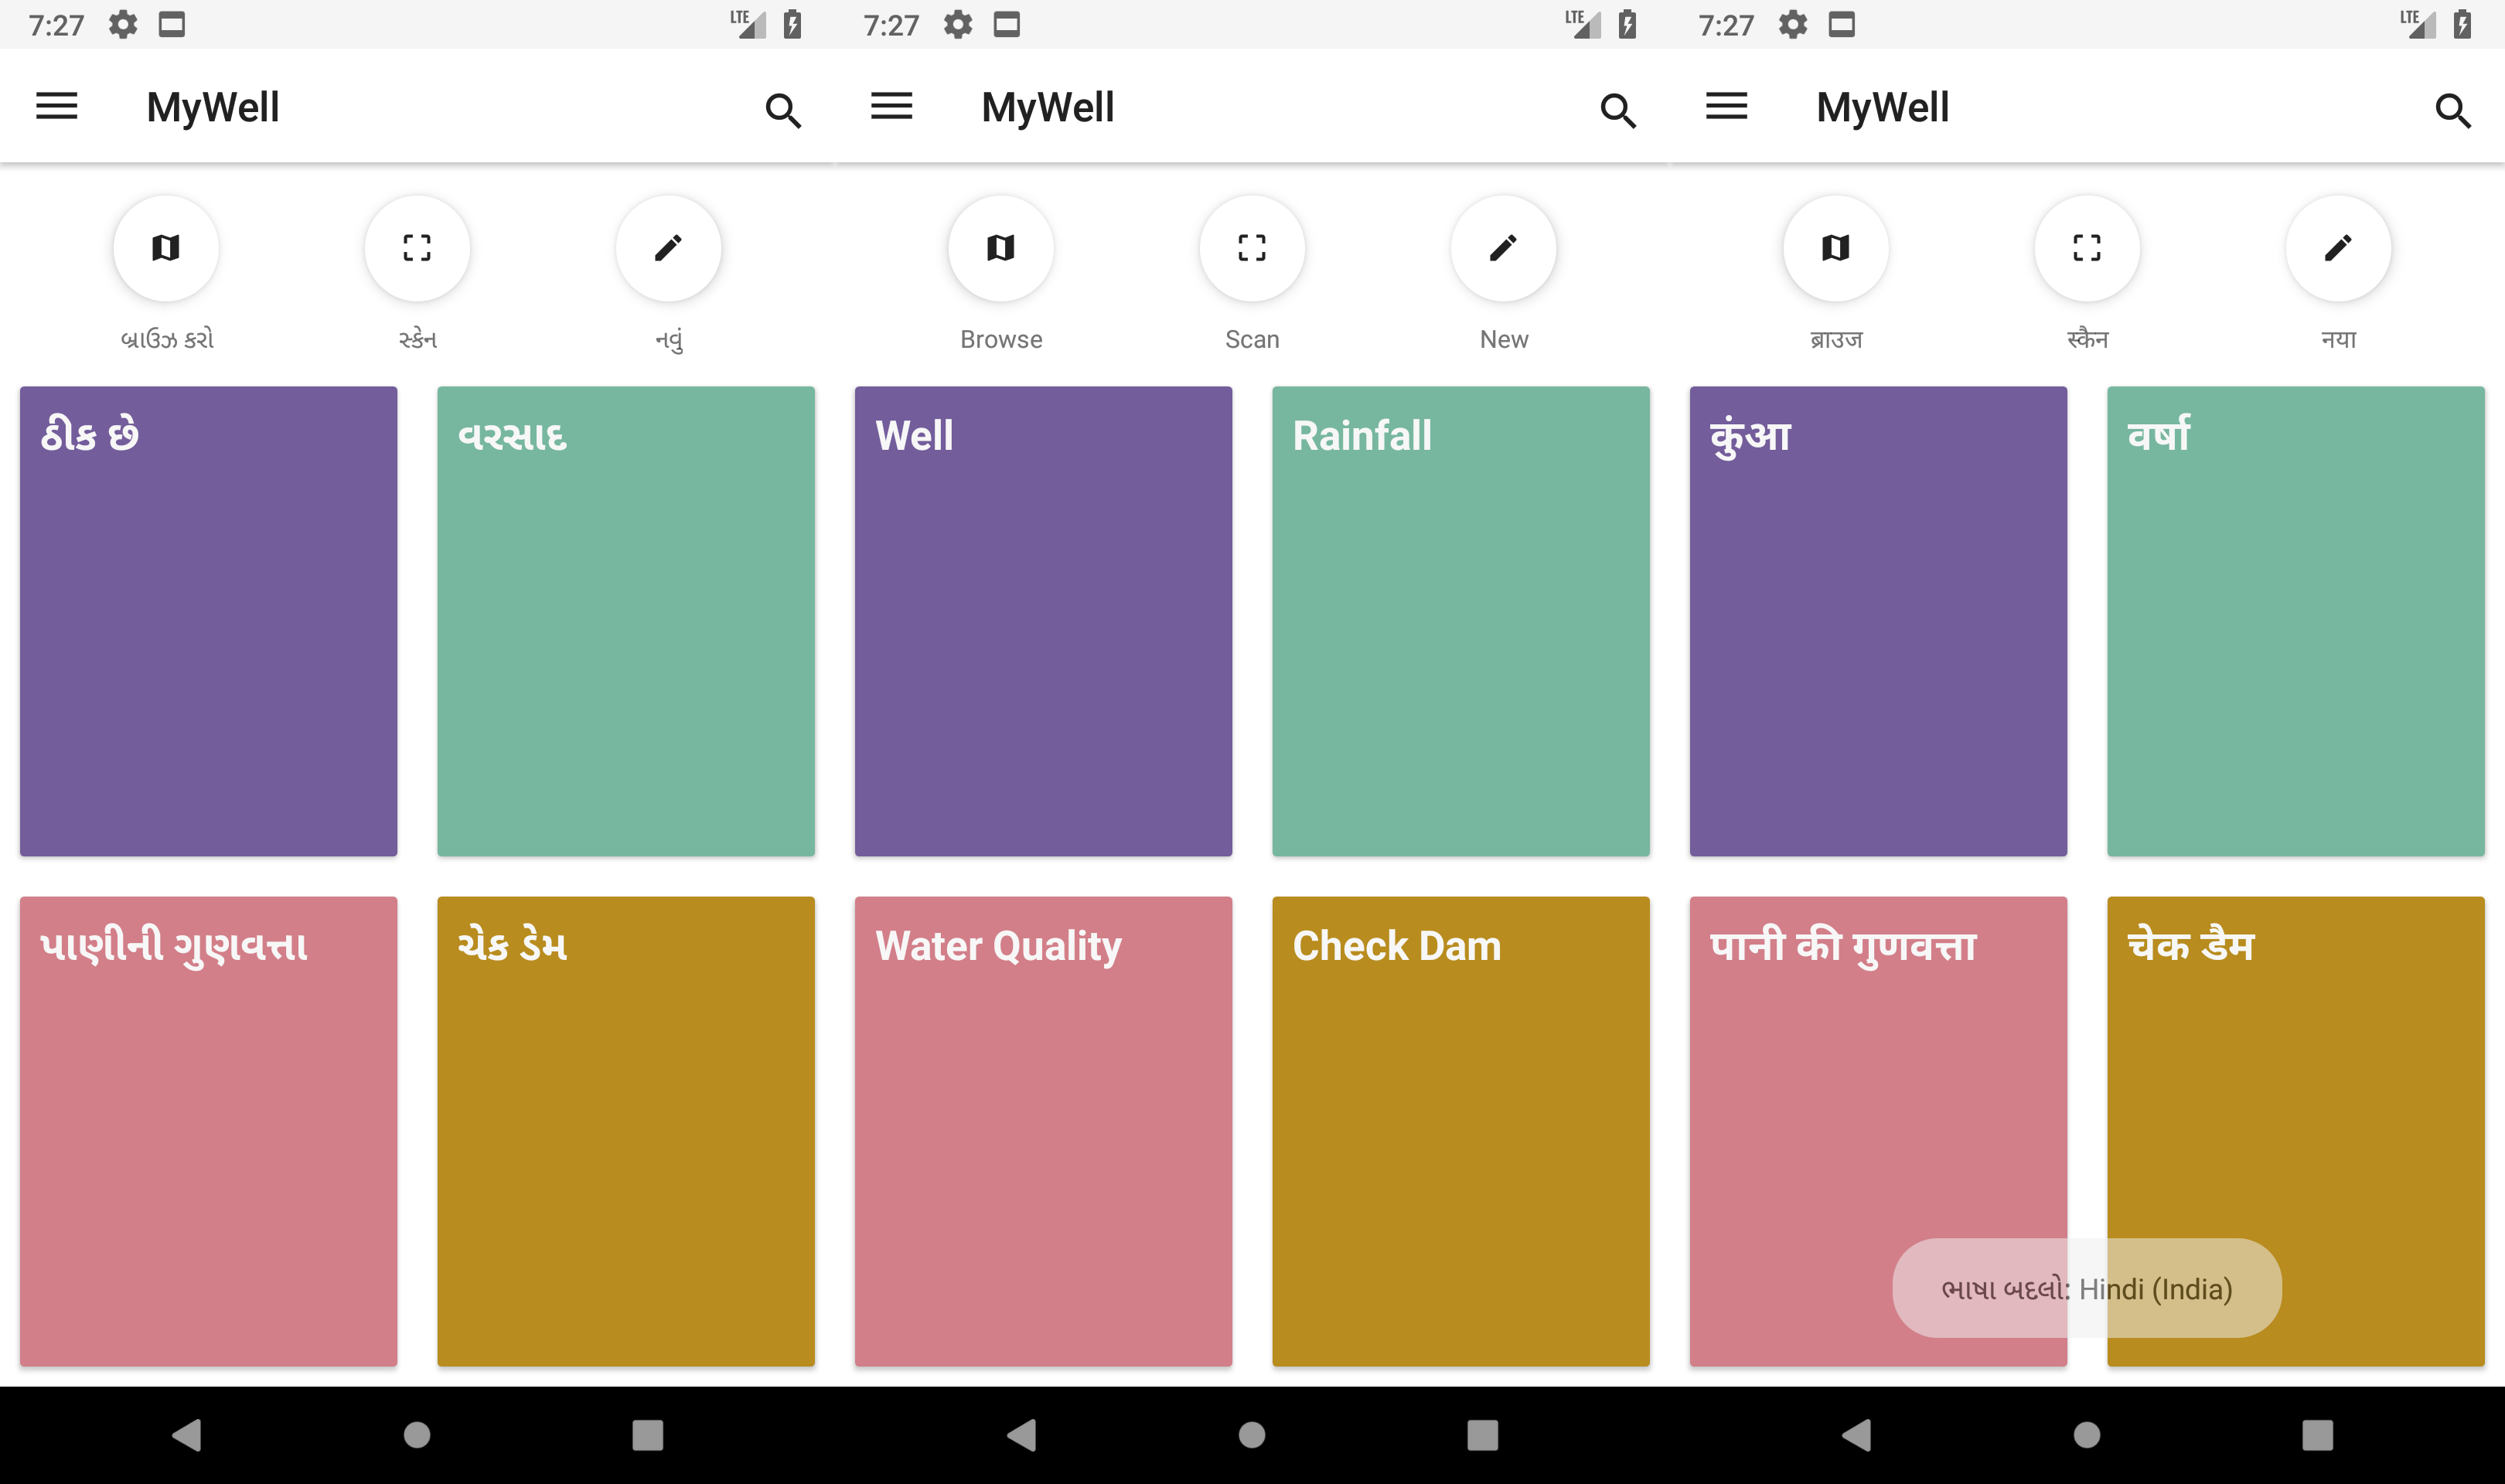 7:27 LTE
MyWell
બ્રાઉઝ કરો સ્કેન નવું
ઠીક છે વરસાદ
પાણીની ગુણવત્તા ચેક ડેમ
7:27 LTE
MyWell
Browse Scan New
Well Rainfall
Water Quality Check Dam
7:27 LTE
MyWell
ब्राउज स्कैन नया
कुंआ वर्षा
पानी की गुणवत्ता चेक डैम
ભાષા બદલો: Hindi (India)